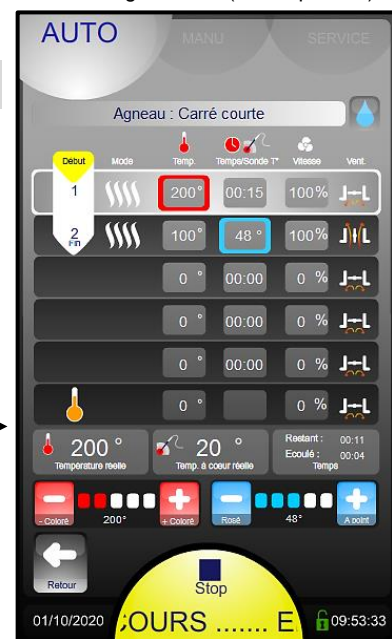 AUTO MANU SERVICE
Agneau : Carré courte
Début Mode Temp. Temps/Sonde T° Vitesse Vent.
1 200° 00:15 100%
2 100° 48 ° 100%
Fin
0 ° 00:00 0 %
0 ° 00:00 0 %
0 ° 00:00 0 %
0 ° 0 %
200 ° 20 ° Restant : 00:11
Température réelle Temp. à coeur réelle Ecoulé : 00:04
Temps
- Coloré 200° + Coloré Rosé 48° A point
Retour
Stop
01/10/2020 COURS ....... E 09:53:33